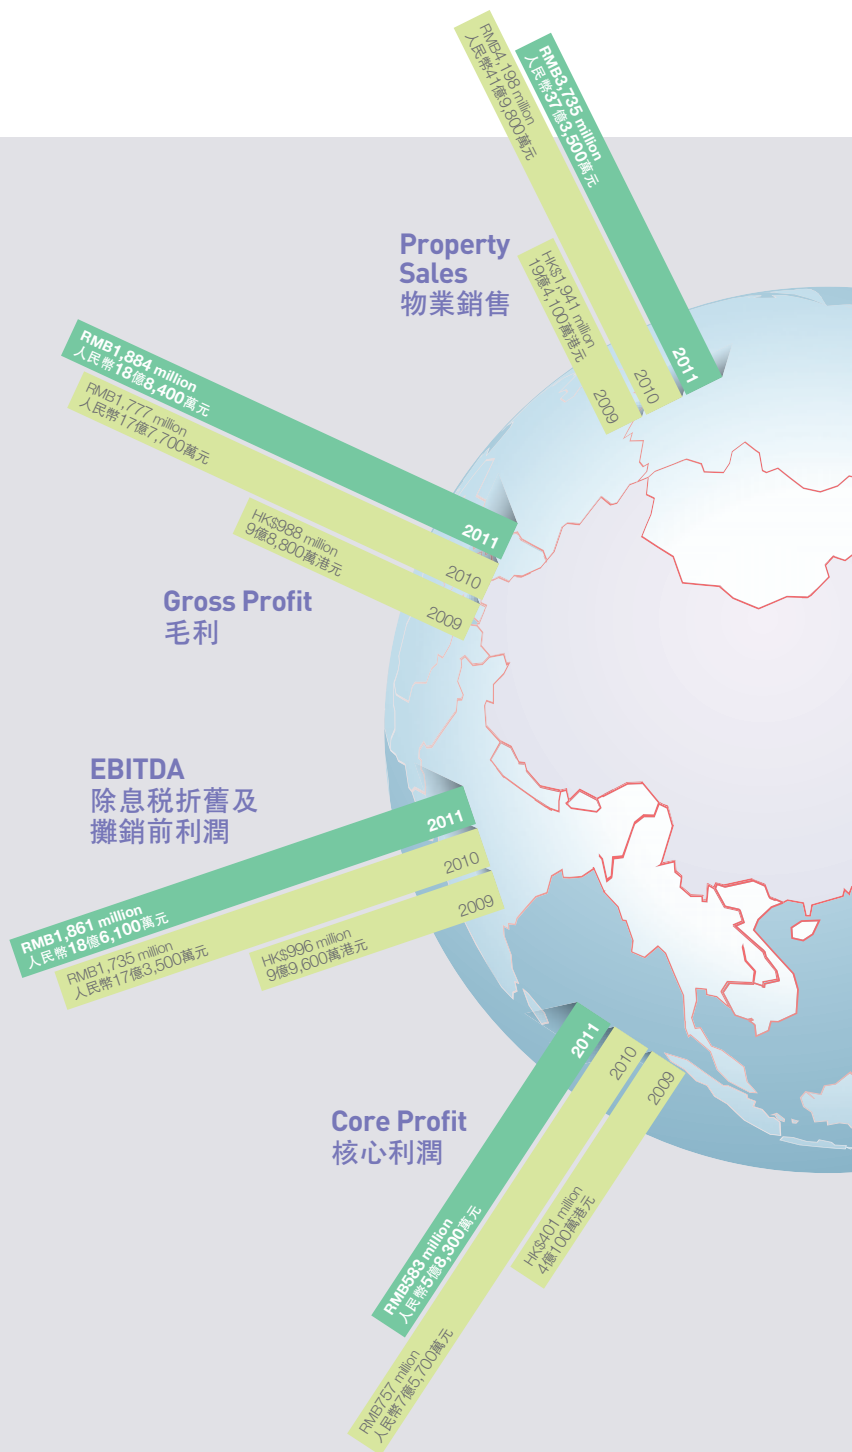 RMB4,198 million
人民幣41億9,800萬元
2010
RMB3,735 million
人民幣37億3,500萬元
2011
HK$1,941 million
19億4,100萬港元
2009
Property
Sales
物業銷售
RMB1,884 million
人民幣18億8,400萬元
2011
RMB1,777 million
人民幣17億7,700萬元
2010
HK$988 million
9億8,800萬港元
2009
Gross Profit
毛利
EBITDA
除息税折舊及
攤銷前利潤
RMB1,861 million
人民幣18億6,100萬元
2011
RMB1,735 million
人民幣17億3,500萬元
2010
HK$996 million
9億9,600萬港元
2009
Core Profit
核心利潤
RMB583 million
人民幣5億8,300萬元
2011
RMB757 million
人民幣7億5,700萬元
2010
HK$401 million
4億100萬港元
2009